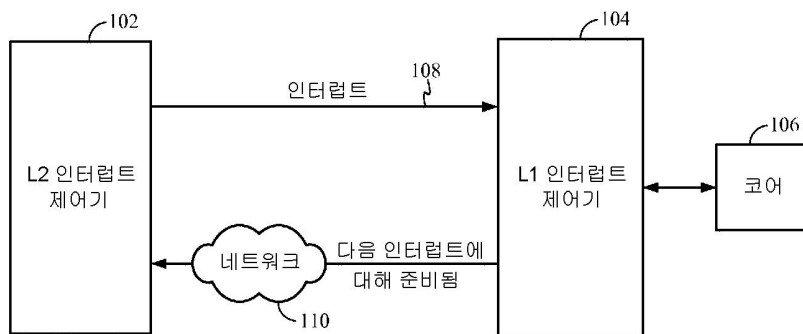 102
104
인터럽트
108
106
L2 인터럽트
제어기
L1 인터럽트
제어기
코어
네트워크
다음 인터럽트에
대해 준비됨
110